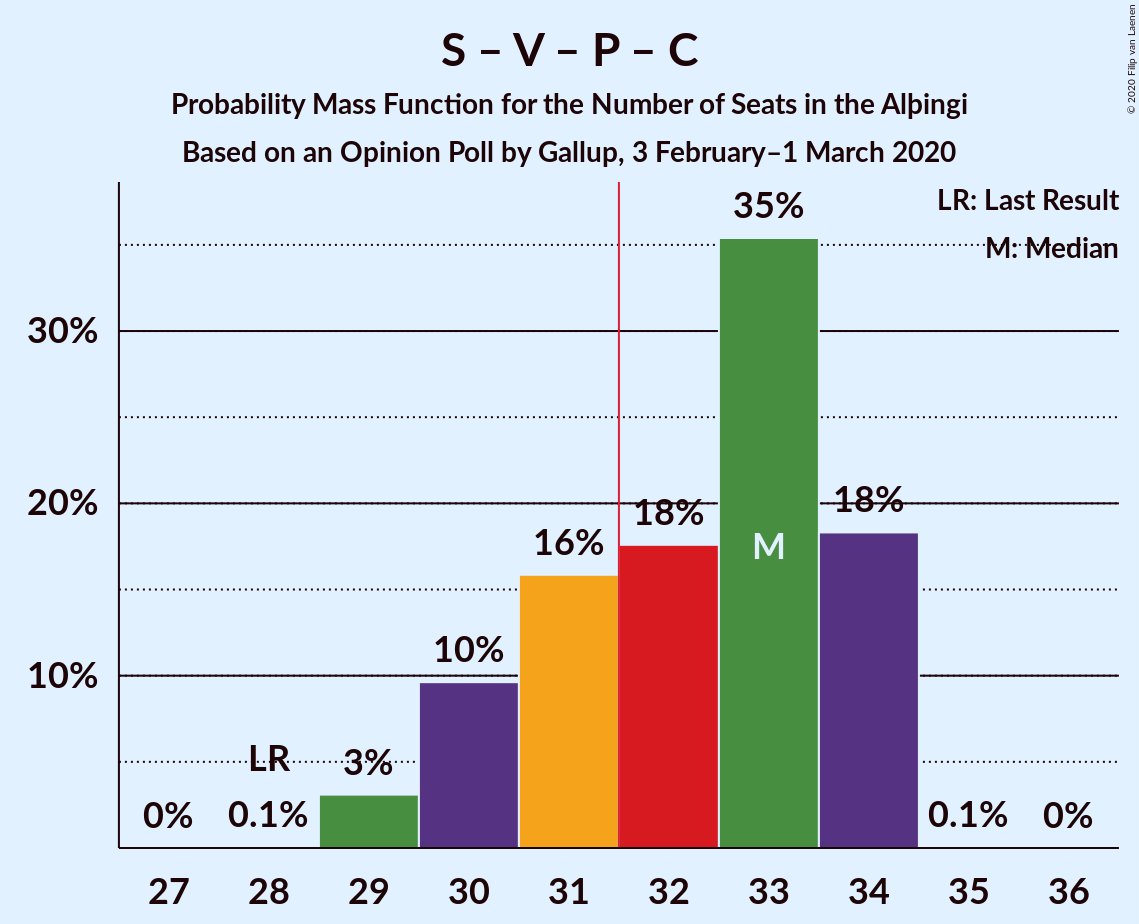 S – V – P – C
Probability Mass Function for the Number of Seats in the Alþingi
Based on an Opinion Poll by Gallup, 3 February–1 March 2020
© 2020 Filip van Laenen
LR: Last Result
M: Median
35%
30%
20%
18%
18%
16%
M
10%
10%
LR
3%
0%
0.1%
0.1%
0%
27 28 29 30 31 32 33 34 35 36